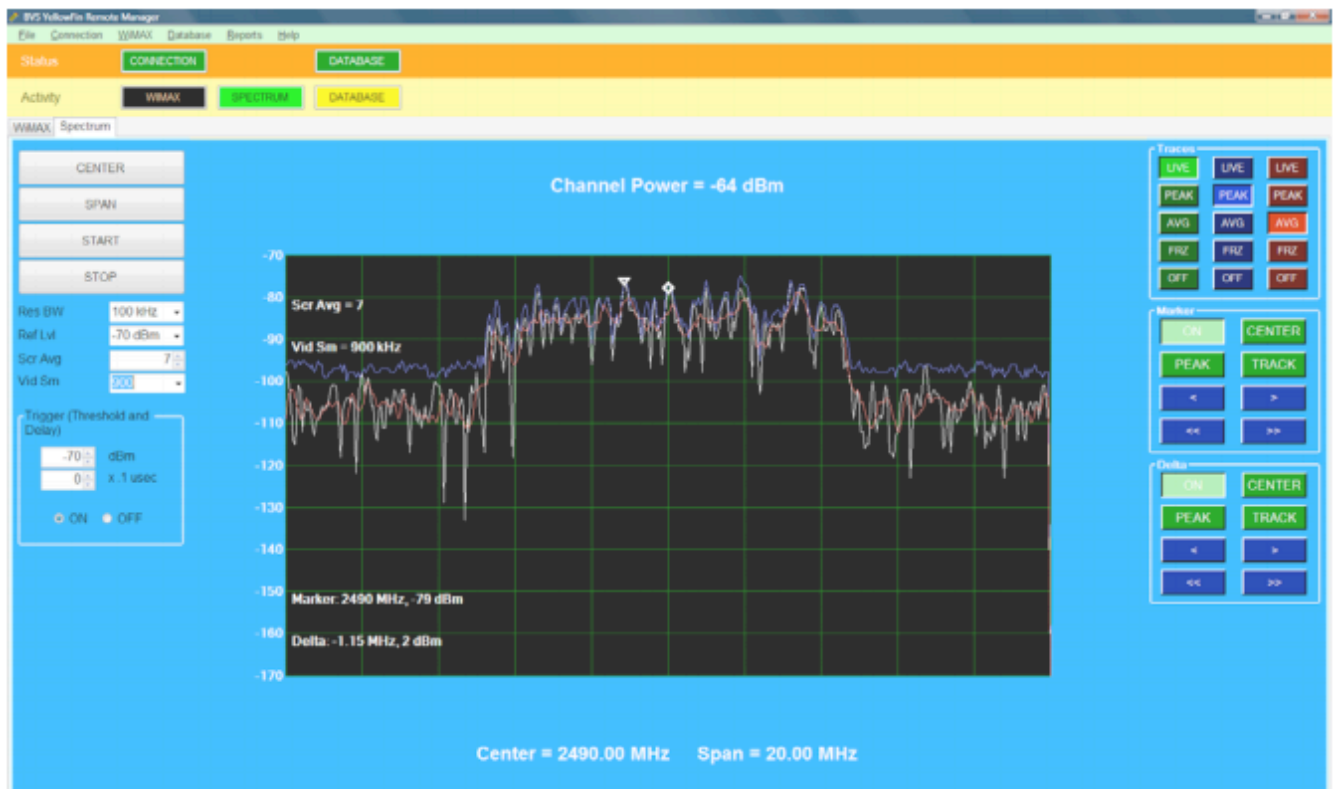 BVS YellowFin Remote Manager
File Connection WiMAX Database Reports Help
Status CONNECTION DATABASE
Activity WIMAX SPECTRUM DATABASE
WiMAX Spectrum
CENTER
SPAN
START
STOP
Res BW 100 kHz
Ref Lvl -70 dBm
Scr Avg 7
Vid Sm 900
Trigger (Threshold and
Delay)
-70 dBm
0 x .1 usec
ON OFF
Channel Power = -64 dBm
-70
-80
-90
-100
-110
-120
-130
-140
-150
-160
-170
Scr Avg = 7
Vid Sm = 900 kHz
Marker: 2490 MHz, -79 dBm
Delta: -1.15 MHz, 2 dBm
Center = 2490.00 MHz Span = 20.00 MHz
Traces
LIVE LIVE LIVE
PEAK PEAK PEAK
AVG AVG AVG
FRZ FRZ FRZ
OFF OFF OFF
Marker
ON CENTER
PEAK TRACK
< >
<< >>
Delta
ON CENTER
PEAK TRACK
< >
<< >>